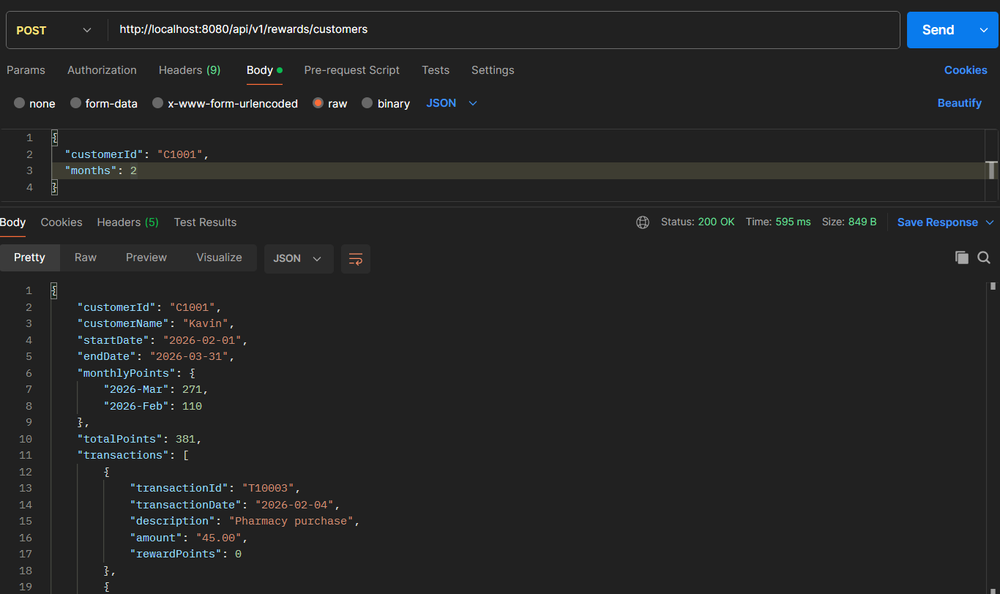 POST http://localhost:8080/api/v1/rewards/customers Send
Params Authorization Headers (9) Body Pre-request Script Tests Settings Cookies
none form-data x-www-form-urlencoded raw binary JSON Beautify
1 {
2 "customerId": "C1001",
3 "months": 2
4 }
Body Cookies Headers (5) Test Results Status: 200 OK Time: 595 ms Size: 849 B Save Response
Pretty Raw Preview Visualize JSON
1 {
2 "customerId": "C1001",
3 "customerName": "Kavin",
4 "startDate": "2026-02-01",
5 "endDate": "2026-03-31",
6 "monthlyPoints": {
7 "2026-Mar": 271,
8 "2026-Feb": 110
9 },
10 "totalPoints": 381,
11 "transactions": [
12 {
13 "transactionId": "T10003",
14 "transactionDate": "2026-02-04",
15 "description": "Pharmacy purchase",
16 "amount": "45.00",
17 "rewardPoints": 0
18 },
19 {